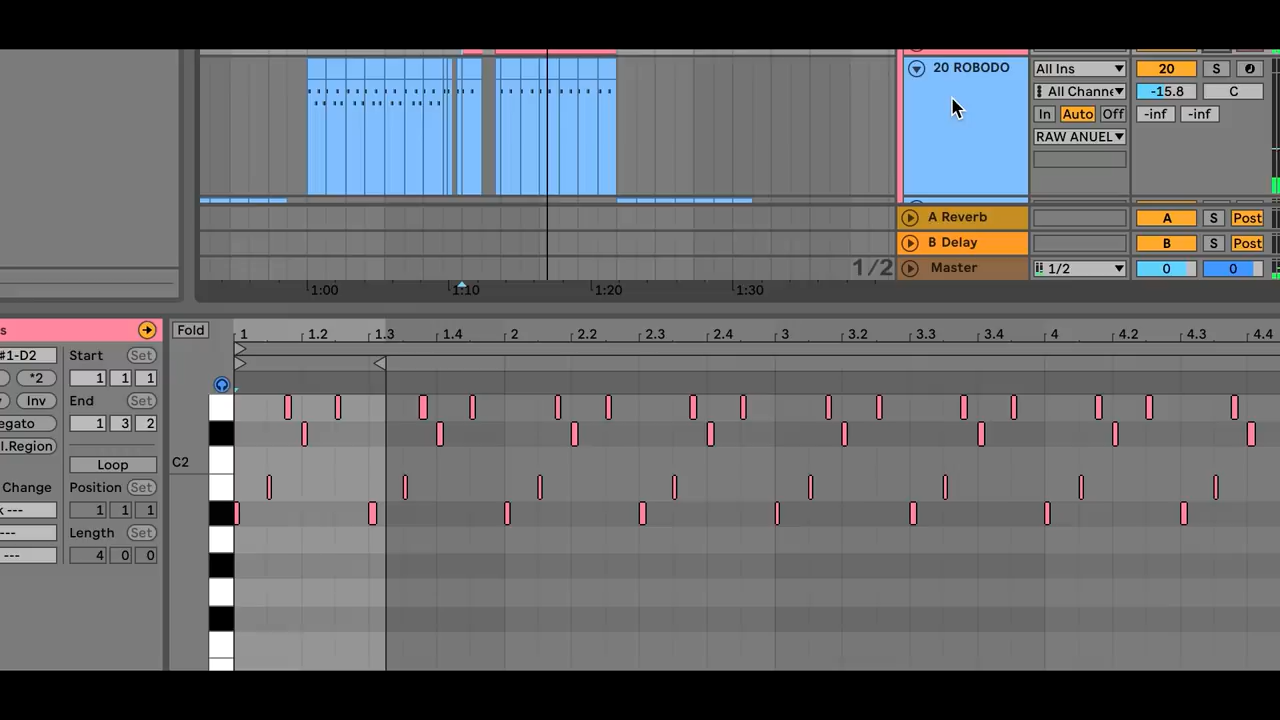 20 ROBODO All Ins 20 S
All Channe -15.8 C
In Auto Off -inf -inf
RAW ANUEL
A Reverb A S Post
B Delay B S Post
1/2 Master 1/2 0 0
1:00 1:10 1:20 1:30
s Fold 1 1.2 1.3 1.4 2 2.2 2.3 2.4 3 3.2 3.3 3.4 4 4.2 4.3 4.4
#1-D2 Start Set
*2 1 1 1
Inv End Set
egato 1 3 2
l.Region
Loop C2
Change Position Set
--- 1 1 1
--- Length Set
--- 4 0 0